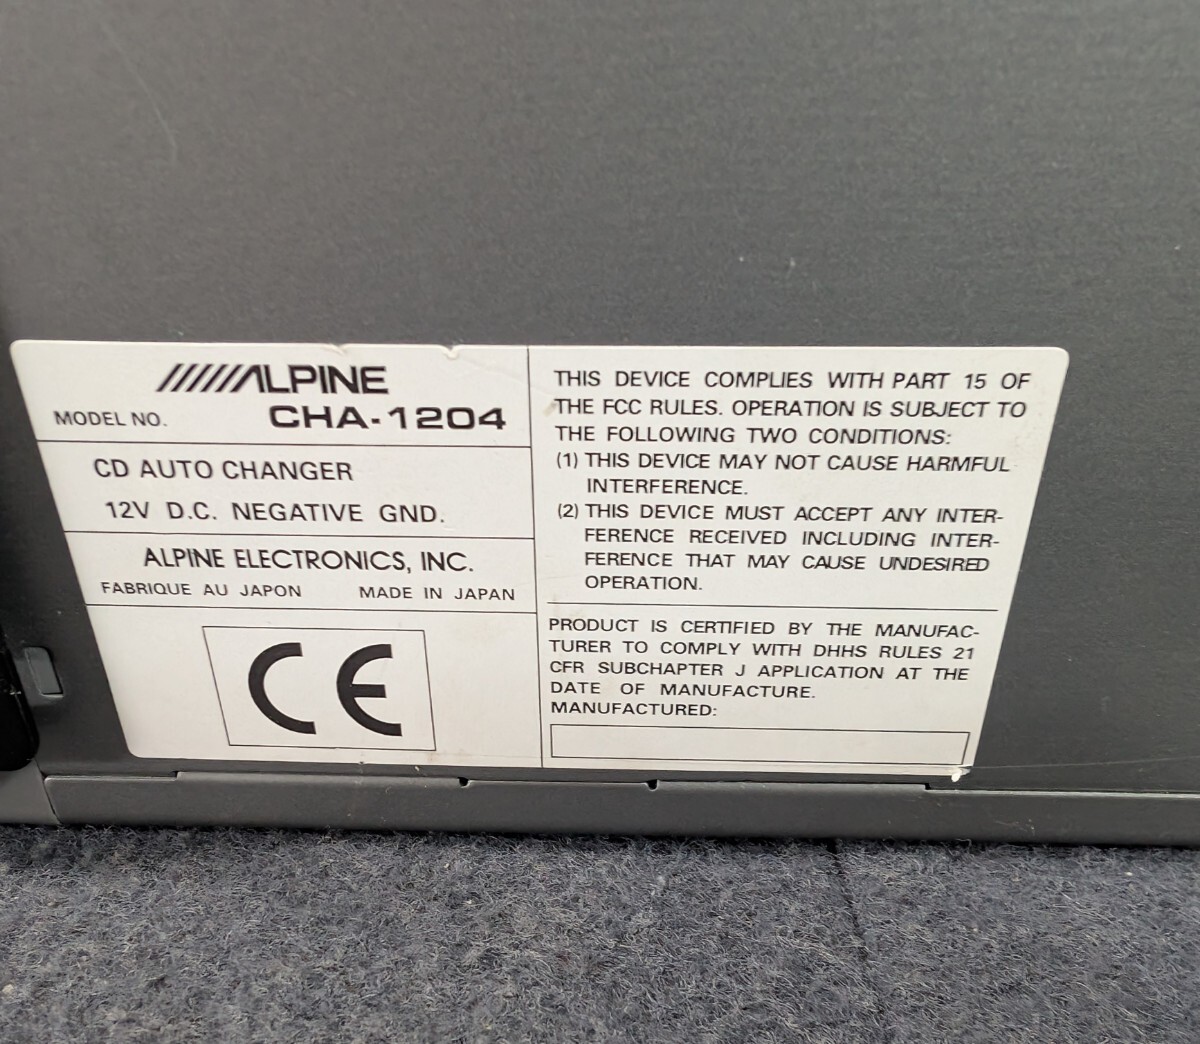 ALPINE
MODEL NO. CHA-1204
CD AUTO CHANGER
12V D.C. NEGATIVE GND.
ALPINE ELECTRONICS, INC.
FABRIQUE AU JAPON MADE IN JAPAN
CE
THIS DEVICE COMPLIES WITH PART 15 OF
THE FCC RULES. OPERATION IS SUBJECT TO
THE FOLLOWING TWO CONDITIONS:
(1) THIS DEVICE MAY NOT CAUSE HARMFUL
INTERFERENCE.
(2) THIS DEVICE MUST ACCEPT ANY INTER-
FERENCE RECEIVED INCLUDING INTER-
FERENCE THAT MAY CAUSE UNDESIRED
OPERATION.
PRODUCT IS CERTIFIED BY THE MANUFAC-
TURER TO COMPLY WITH DHHS RULES 21
CFR SUBCHAPTER J APPLICATION AT THE
DATE OF MANUFACTURE.
MANUFACTURED: